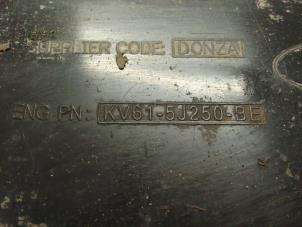 SUPPLIER CODE: DONZA
ENG PN: KV61-5J250-BE